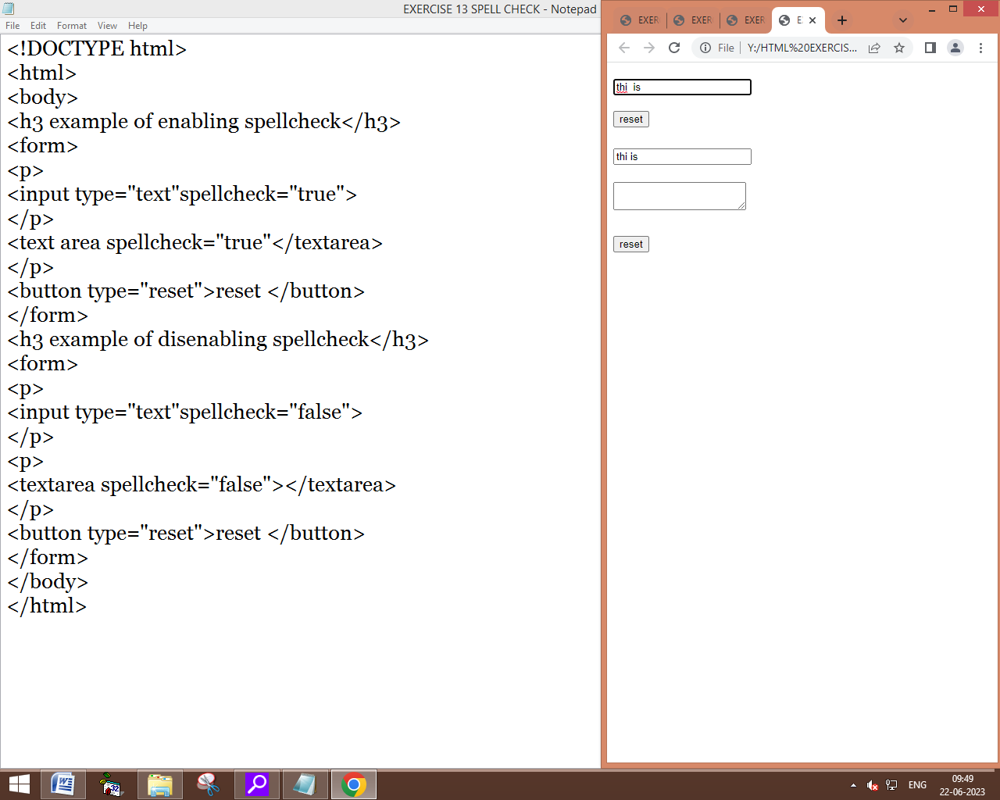 EXERCISE 13 SPELL CHECK - Notepad
File Edit Format View Help
<!DOCTYPE html>
<html>
<body>
<h3 example of enabling spellcheck</h3>
<form>
<p>
<input type="text"spellcheck="true">
</p>
<text area spellcheck="true"</textarea>
</p>
<button type="reset">reset </button>
</form>
<h3 example of disenabling spellcheck</h3>
<form>
<p>
<input type="text"spellcheck="false">
</p>
<p>
<textarea spellcheck="false"></textarea>
</p>
<button type="reset">reset </button>
</form>
</body>
</html>
EXER EXER EXER E
File Y:/HTML%20EXERCIS...
thi  is
reset
thi is
reset
32
ENG
09:49
22-06-2023